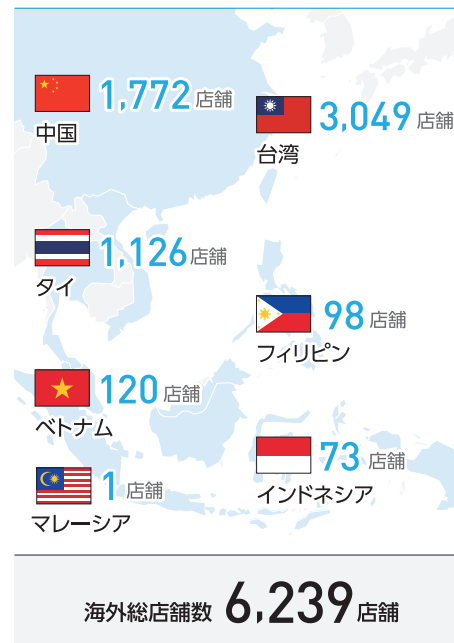 1,772店舗
中国
3,049店舗
台湾
1,126店舗
タイ
98店舗
フィリピン
120店舗
ベトナム
73店舗
インドネシア
1店舗
マレーシア
海外総店舗数 6,239店舗